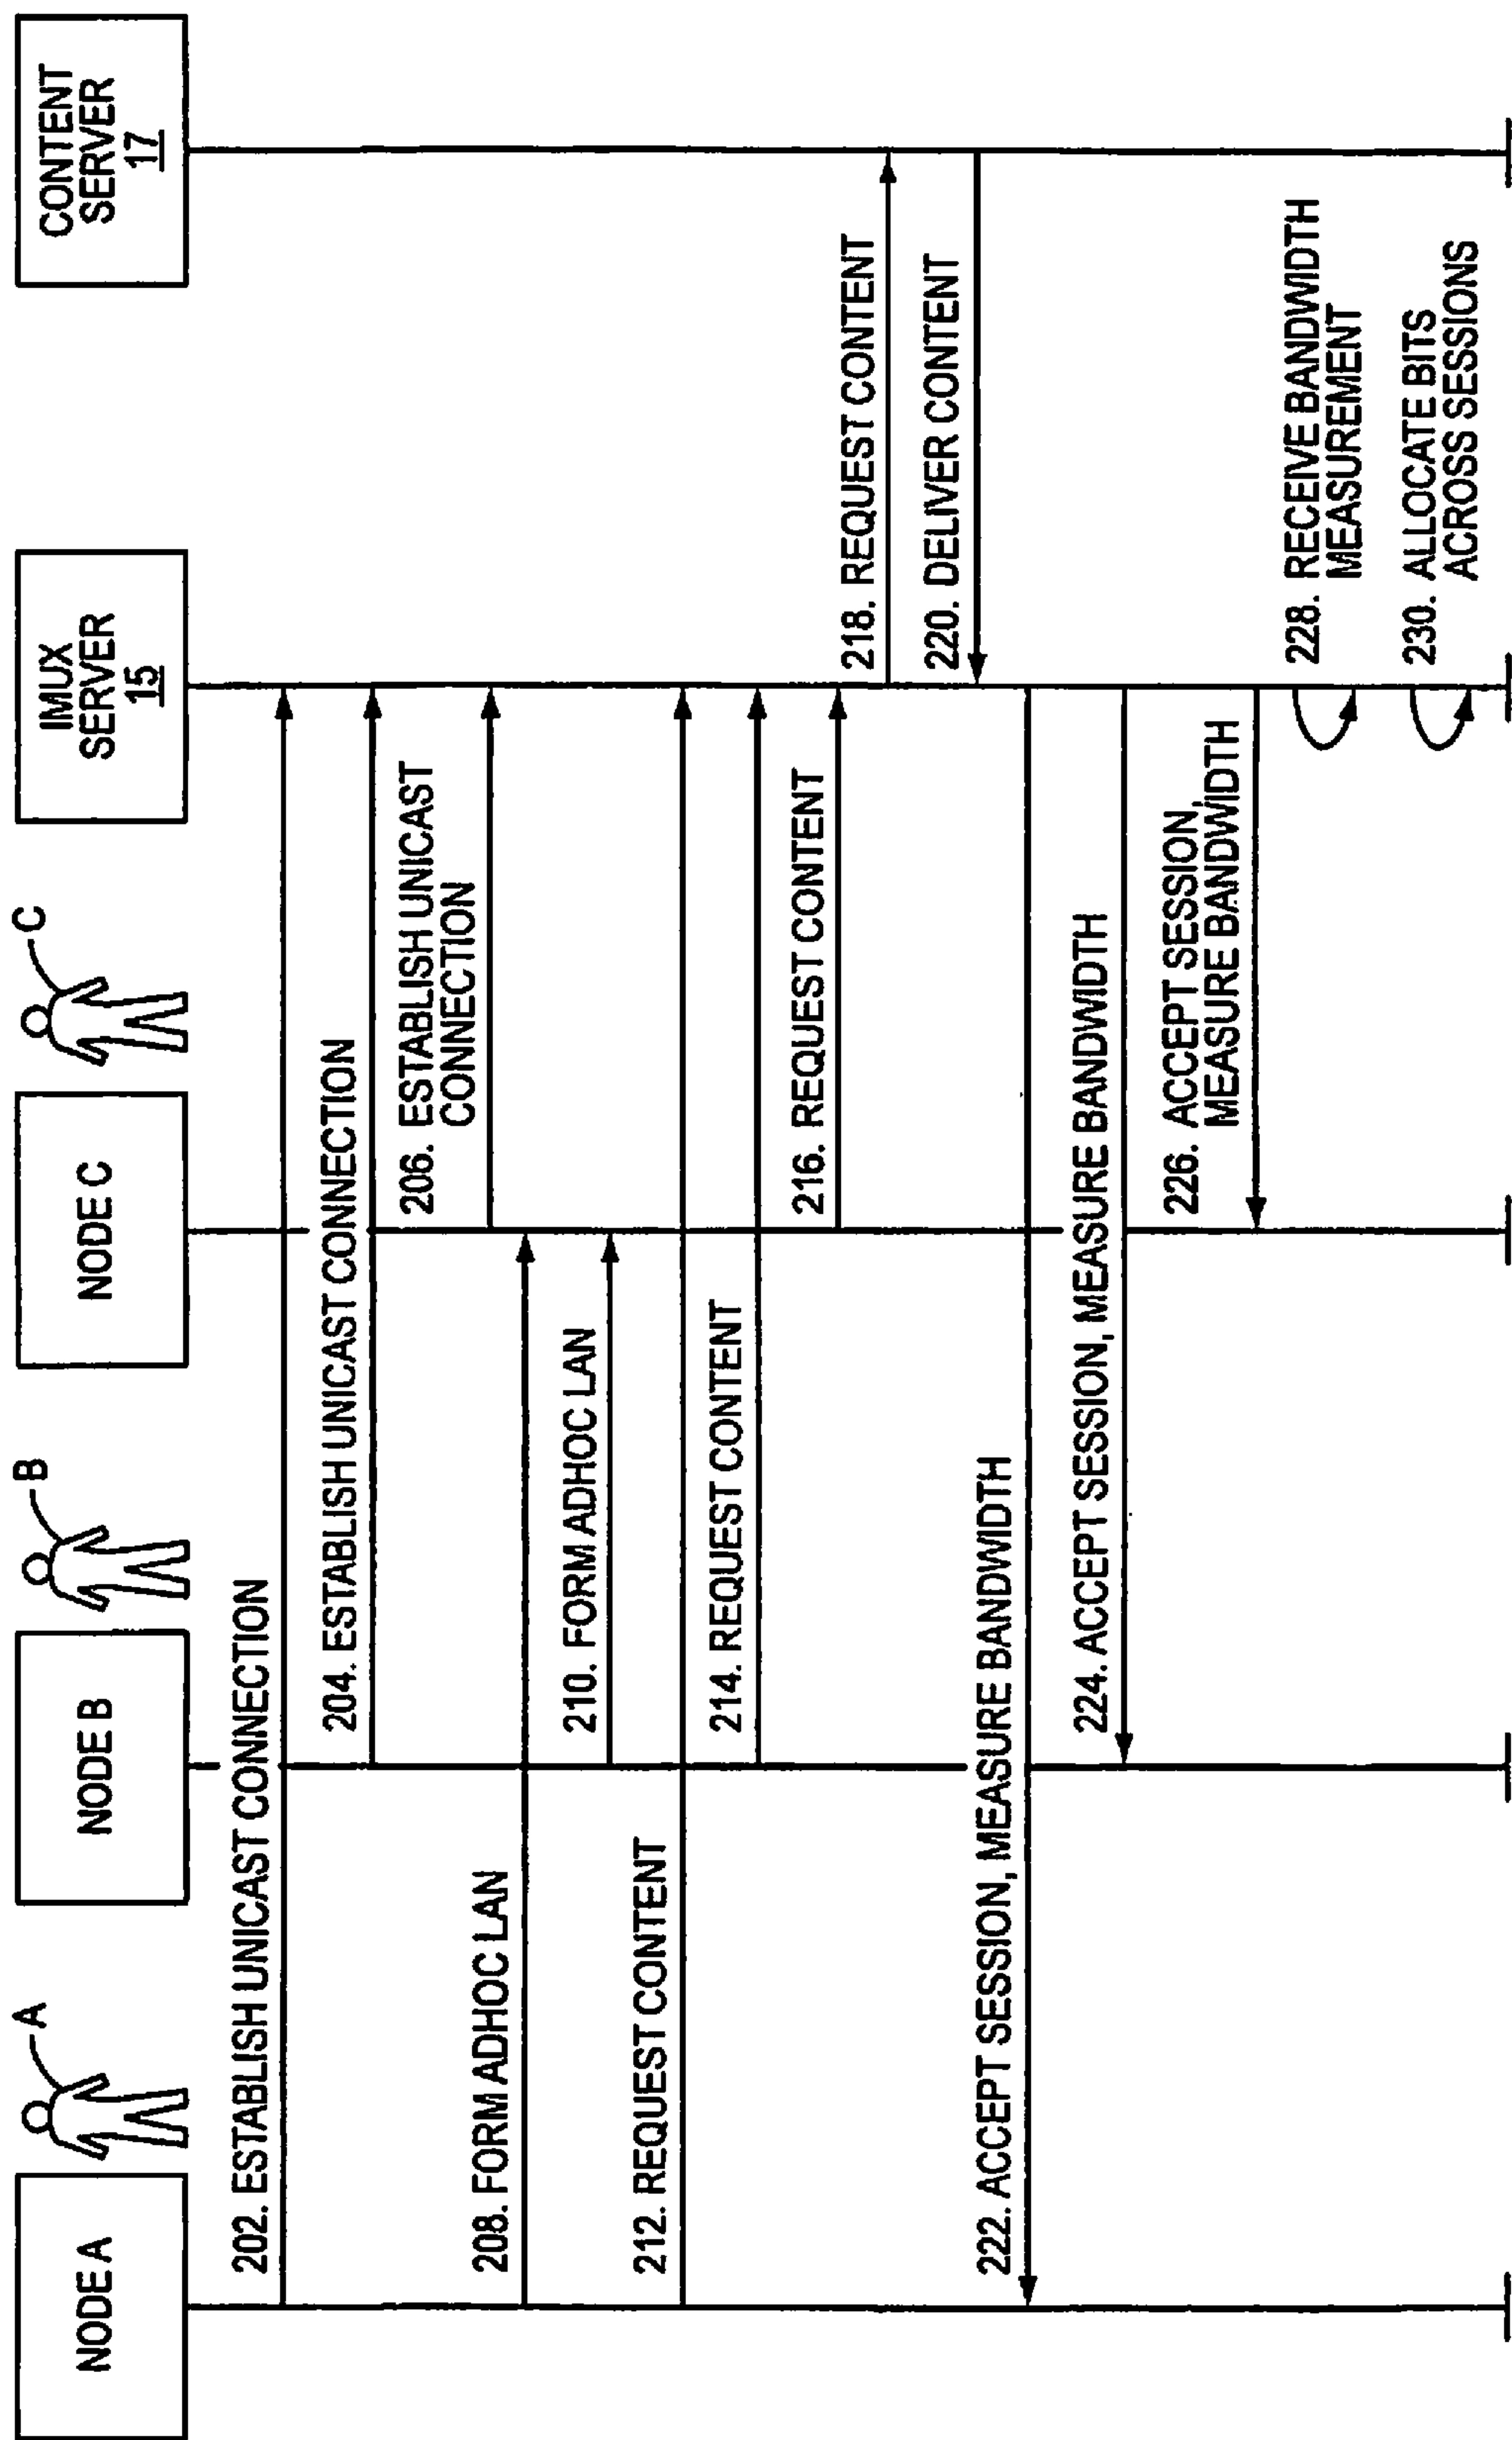 NODE A
A
NODE B
B
NODE C
C
IMUX
SERVER
15
CONTENT
SERVER
17
202. ESTABLISH UNICAST CONNECTION
204. ESTABLISH UNICAST CONNECTION
206. ESTABLISH UNICAST
CONNECTION
208. FORM ADHOC LAN
210. FORM ADHOC LAN
212. REQUEST CONTENT
214. REQUEST CONTENT
216. REQUEST CONTENT
218. REQUEST CONTENT
220. DELIVER CONTENT
222. ACCEPT SESSION, MEASURE BANDWIDTH
224. ACCEPT SESSION, MEASURE BANDWIDTH
226. ACCEPT SESSION,
MEASURE BANDWIDTH
228. RECEIVE BANDWIDTH
MEASUREMENT
230. ALLOCATE BITS
ACROSS SESSIONS